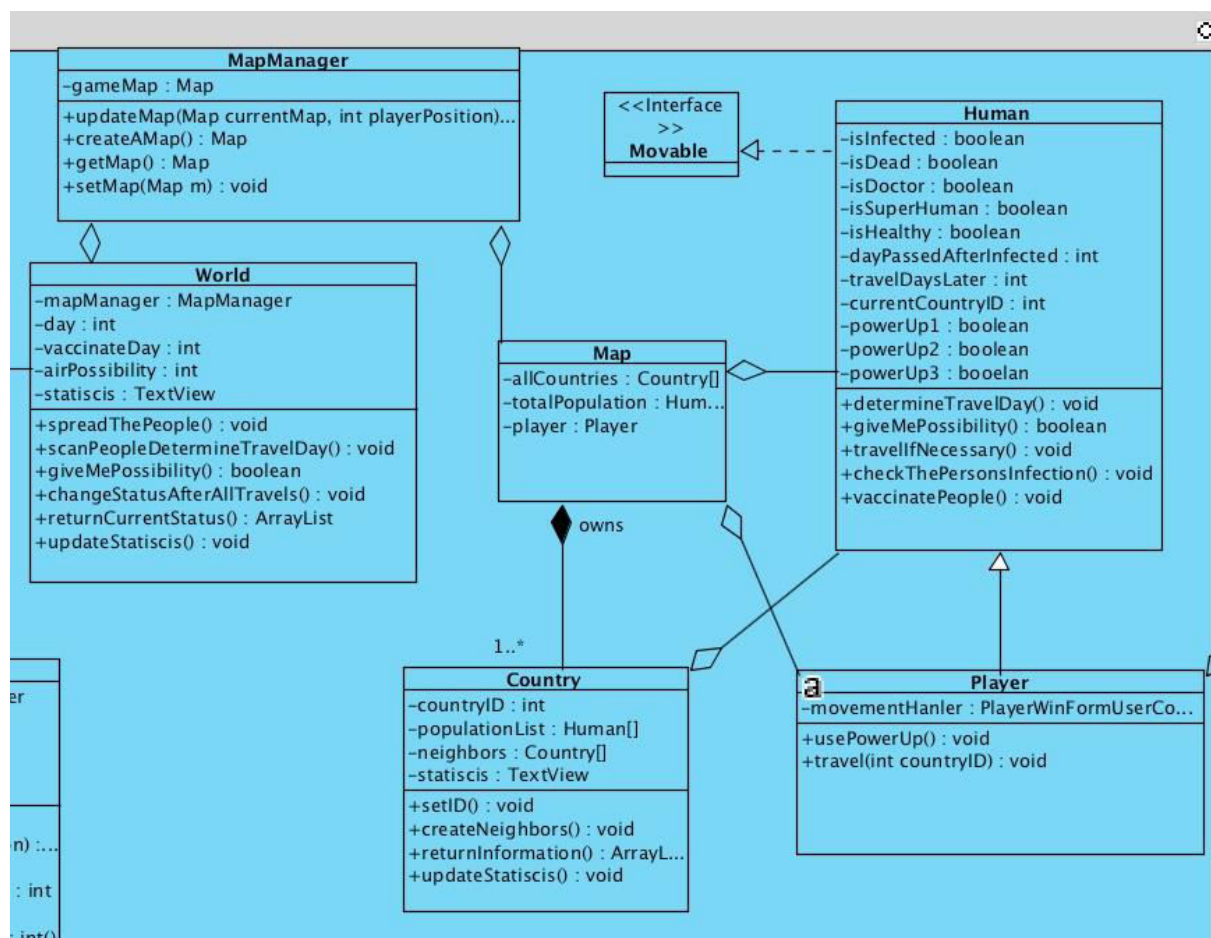 MapManager
-gameMap : Map
+updateMap(Map currentMap, int playerPosition)...
+createAMap() : Map
+getMap() : Map
+setMap(Map m) : void
<<Interface
>>
Movable
Human
-isInfected : boolean
-isDead : boolean
-isDoctor : boolean
-isSuperHuman : boolean
-isHealthy : boolean
-dayPassedAfterInfected : int
-travelDaysLater : int
-currentCountryID : int
-powerUp1 : boolean
-powerUp2 : boolean
-powerUp3 : booelan
+determineTravelDay() : void
+giveMePossibility() : boolean
+travelIfNecessary() : void
+checkThePersonsInfection() : void
+vaccinatePeople() : void
World
-mapManager : MapManager
-day : int
-vaccinateDay : int
-airPossibility : int
-statiscis : TextView
+spreadThePeople() : void
+scanPeopleDetermineTravelDay() : void
+giveMePossibility() : boolean
+changeStatusAfterAllTravels() : void
+returnCurrentStatus() : ArrayList
+updateStatiscis() : void
Map
-allCountries : Country[]
-totalPopulation : Hum...
-player : Player
owns
1..*
Country
-countryID : int
-populationList : Human[]
-neighbors : Country[]
-statiscis : TextView
+setID() : void
+createNeighbors() : void
+returnInformation() : ArrayL...
+updateStatiscis() : void
a
Player
-movementHanler : PlayerWinFormUserCo...
+usePowerUp() : void
+travel(int countryID) : void
er
n) :...
: int